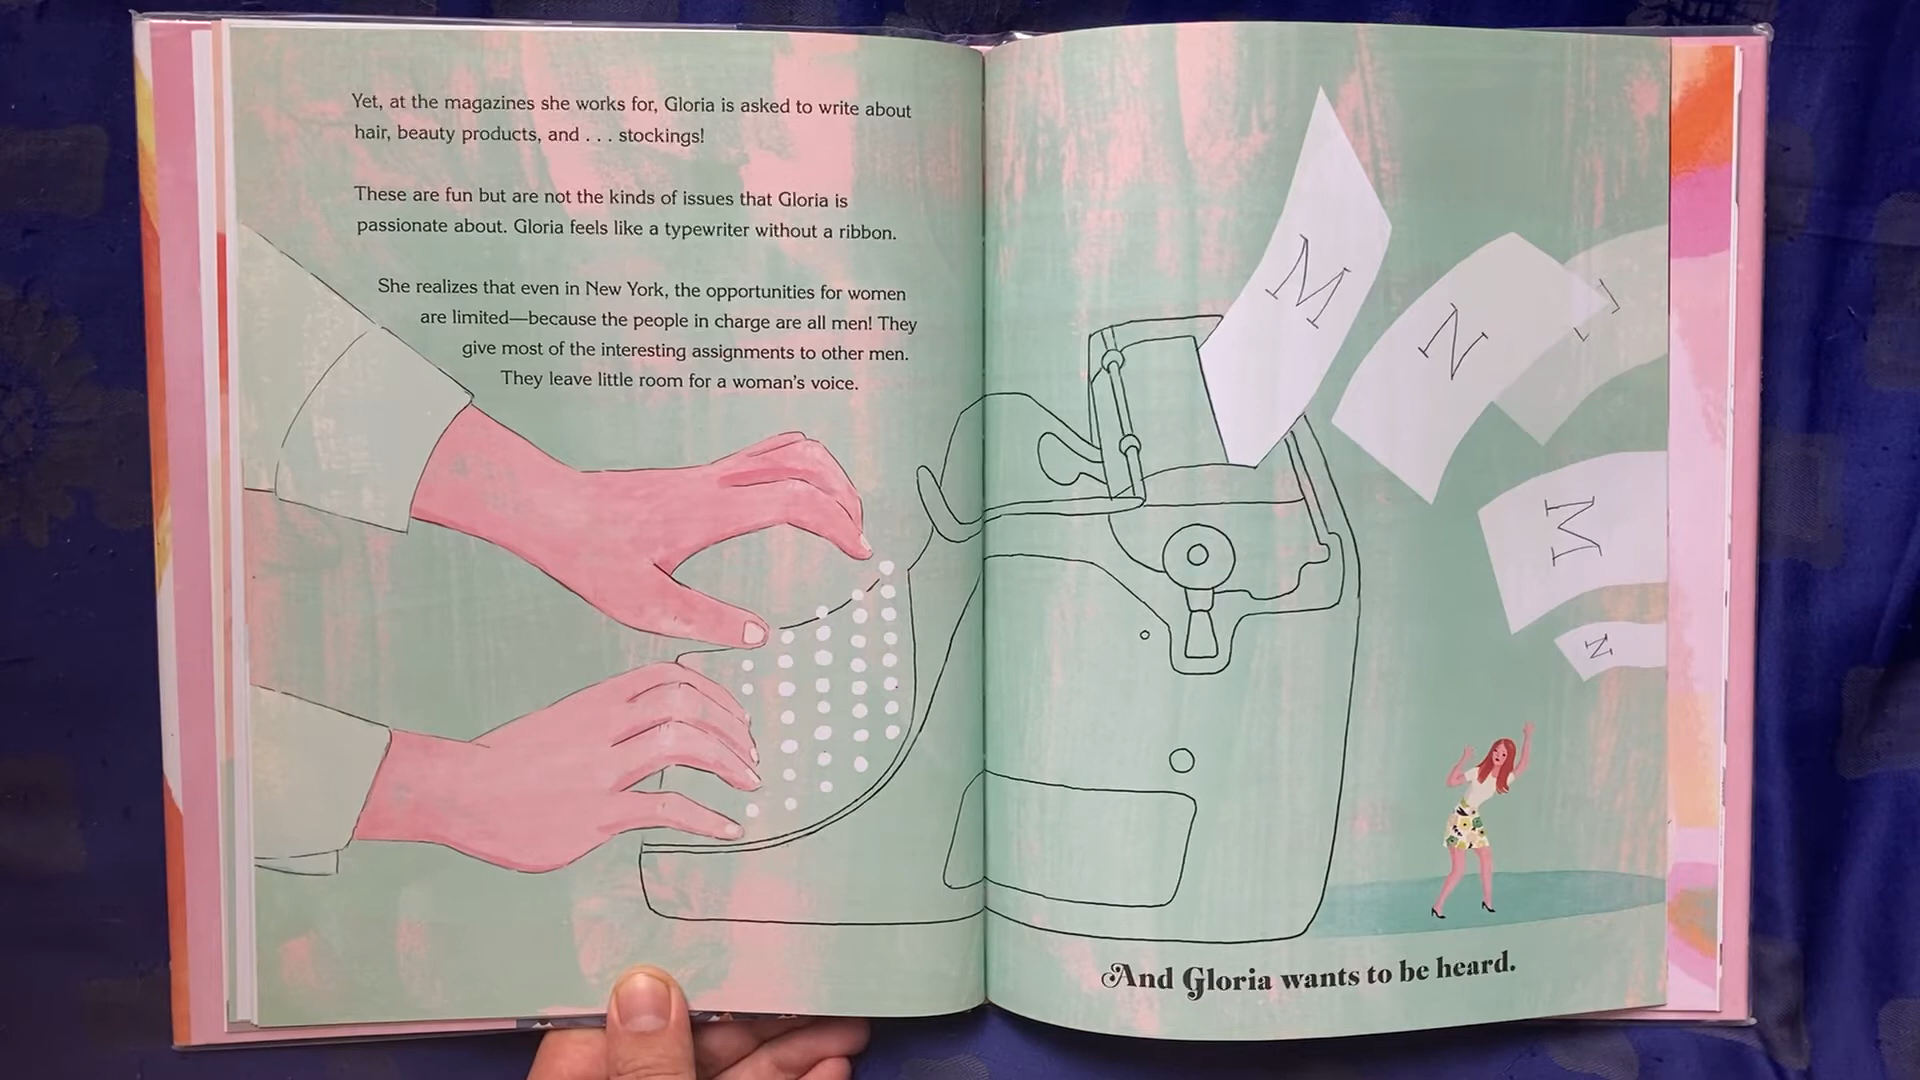 Yet, at the magazines she works for, Gloria is asked to write about
hair, beauty products, and . . . stockings!
These are fun but are not the kinds of issues that Gloria is
passionate about. Gloria feels like a typewriter without a ribbon.
She realizes that even in New York, the opportunities for women
are limited—because the people in charge are all men! They
give most of the interesting assignments to other men.
They leave little room for a woman's voice.
M
N
M
N
And Gloria wants to be heard.